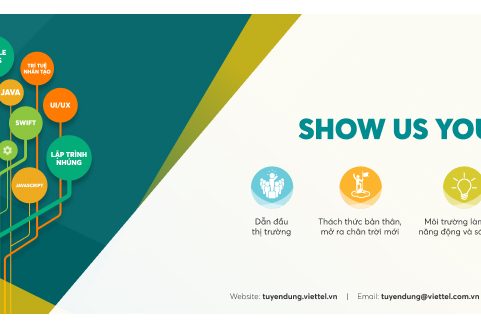 TRÍ TUỆ
NHÂN TẠO
JAVA
UI/UX
SWIFT
LẬP TRÌNH
NHÚNG
JAVASCRIPT
SHOW US YOU
Dẫn đầu
thị trường
Thách thức bản thân,
mở ra chân trời mới
Môi trường làm
năng động và
Website: tuyendung.viettel.vn | Email: tuyendung@viettel.com.vn